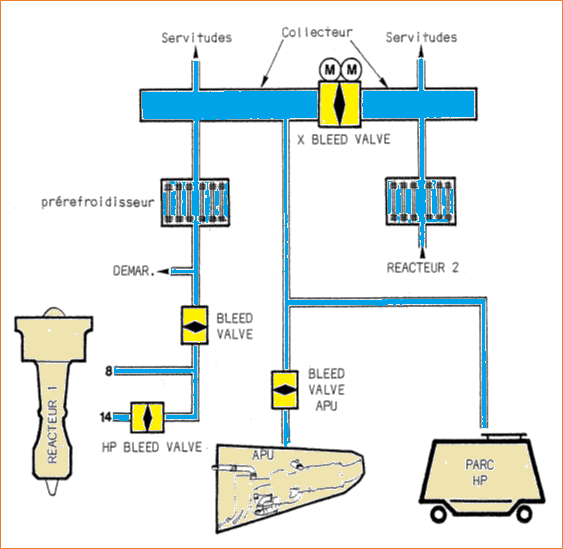 Servitudes
Collecteur
Servitudes
M M
X BLEED VALVE
prérefroidisseur
DEMAR.
REACTEUR 2
BLEED
VALVE
8
14
HP BLEED VALVE
REACTEUR 1
BLEED
VALVE
APU
APU
PARC
HP